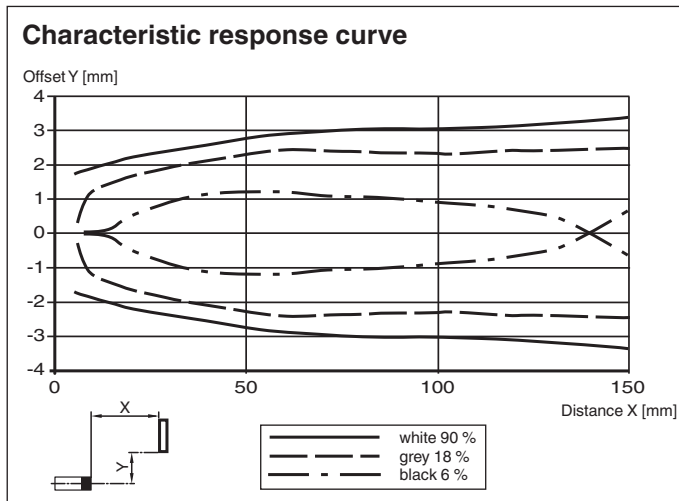 Characteristic response curve
Offset Y [mm]
4
3
2
1
0
-1
-2
-3
-4
0 50 100 150
Distance X [mm]
X
Y
white 90 %
grey 18 %
black 6 %